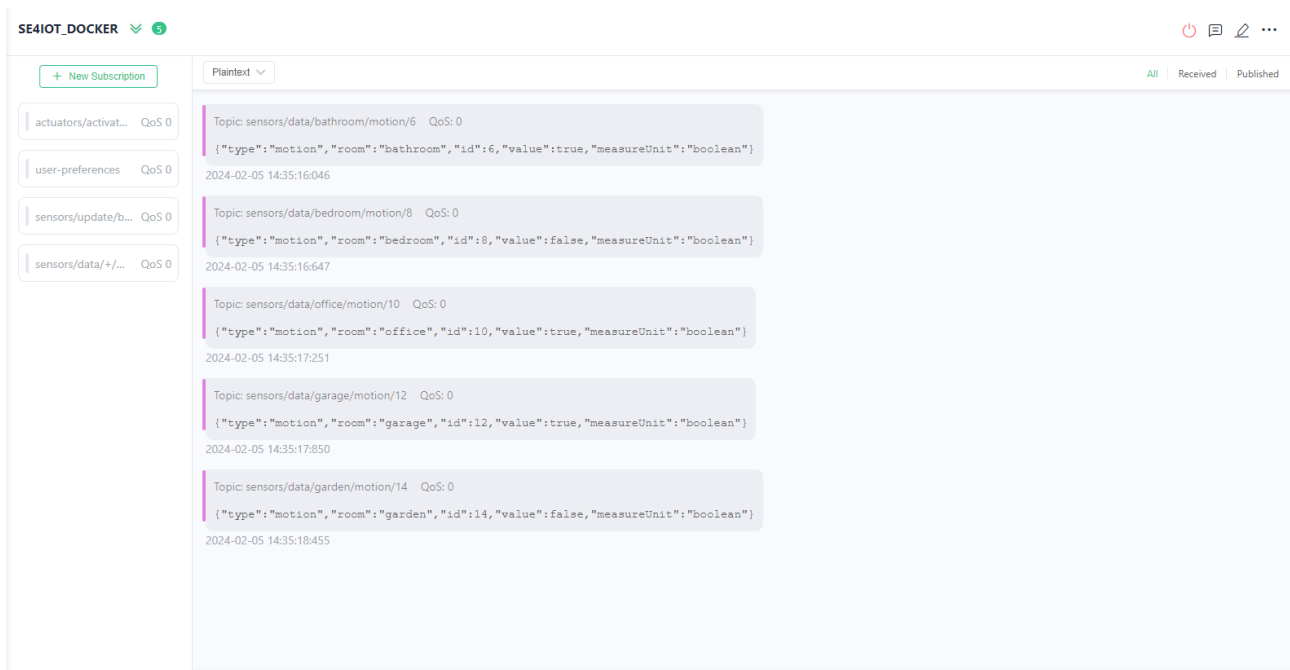 SE4IOT_DOCKER 5
+ New Subscription
Plaintext
All Received Published
actuators/activat... QoS 0
user-preferences QoS 0
sensors/update/b... QoS 0
sensors/data/+/... QoS 0
Topic: sensors/data/bathroom/motion/6 QoS: 0
{"type":"motion","room":"bathroom","id":6,"value":true,"measureUnit":"boolean"}
2024-02-05 14:35:16:046
Topic: sensors/data/bedroom/motion/8 QoS: 0
{"type":"motion","room":"bedroom","id":8,"value":false,"measureUnit":"boolean"}
2024-02-05 14:35:16:647
Topic: sensors/data/office/motion/10 QoS: 0
{"type":"motion","room":"office","id":10,"value":true,"measureUnit":"boolean"}
2024-02-05 14:35:17:251
Topic: sensors/data/garage/motion/12 QoS: 0
{"type":"motion","room":"garage","id":12,"value":true,"measureUnit":"boolean"}
2024-02-05 14:35:17:850
Topic: sensors/data/garden/motion/14 QoS: 0
{"type":"motion","room":"garden","id":14,"value":false,"measureUnit":"boolean"}
2024-02-05 14:35:18:455